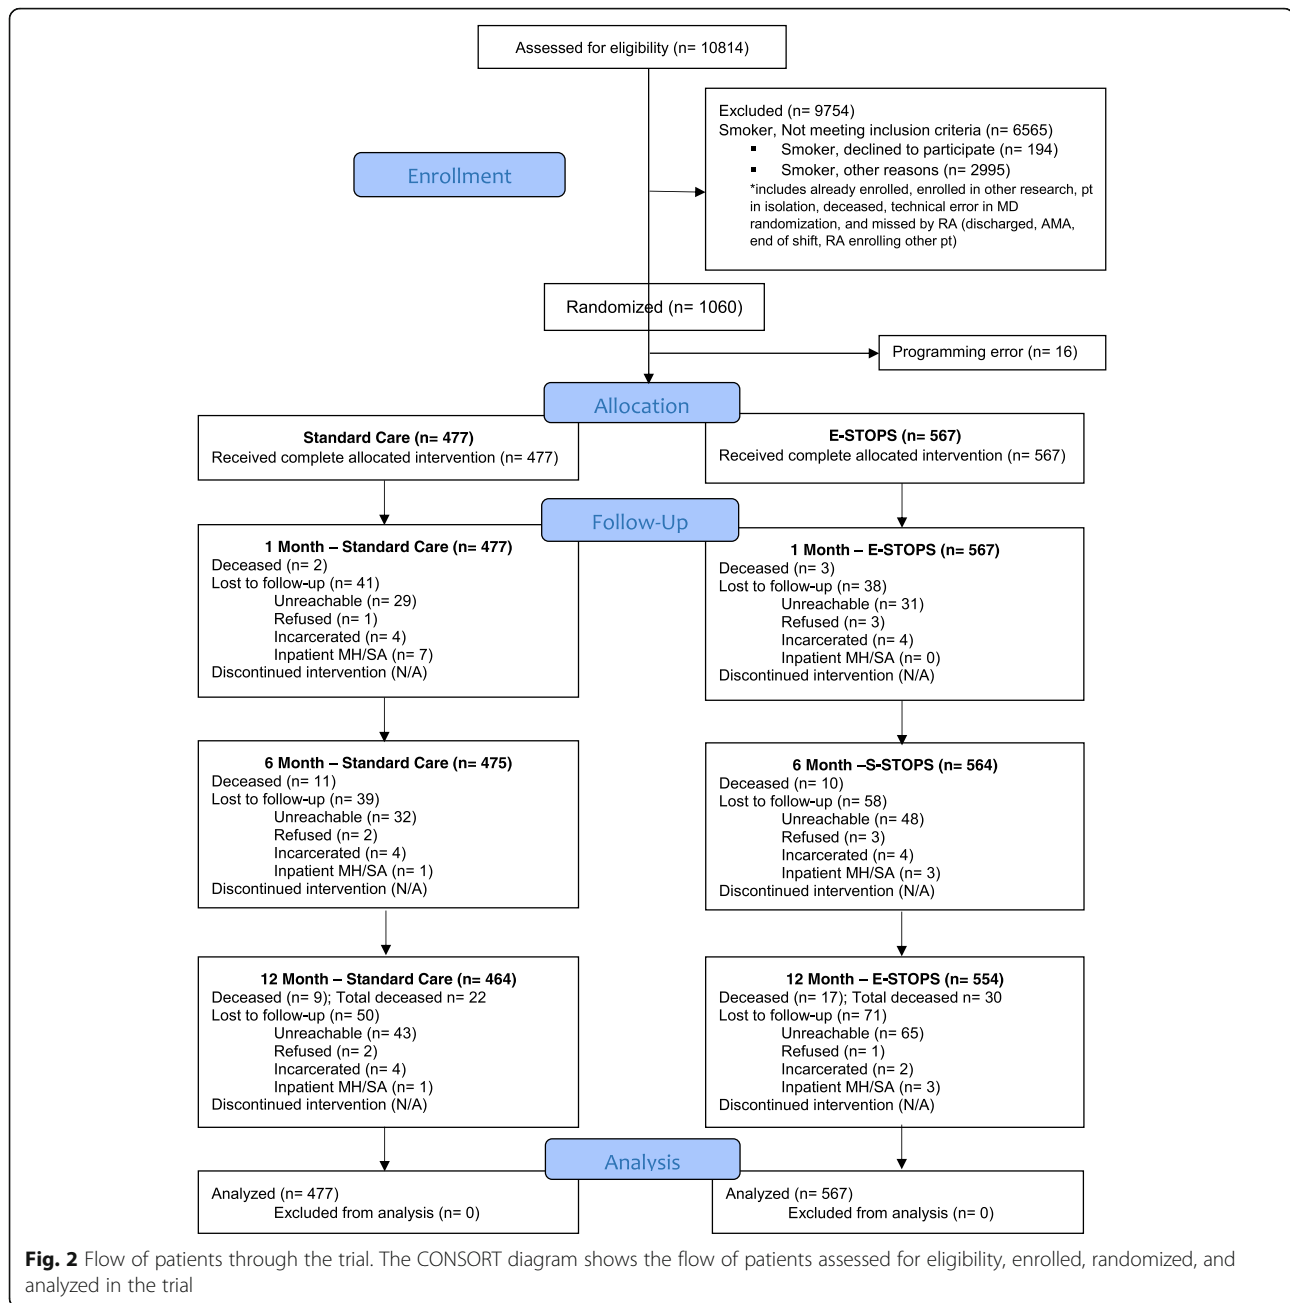 Assessed for eligibility (n= 10814)
Excluded (n= 9754)
Smoker, Not meeting inclusion criteria (n= 6565)
▪ Smoker, declined to participate (n= 194)
▪ Smoker, other reasons (n= 2995)
*includes already enrolled, enrolled in other research, pt
in isolation, deceased, technical error in MD
randomization, and missed by RA (discharged, AMA,
end of shift, RA enrolling other pt)
Enrollment
Randomized (n= 1060)
Programming error (n= 16)
Allocation
Standard Care (n= 477)
Received complete allocated intervention (n= 477)
E-STOPS (n= 567)
Received complete allocated intervention (n= 567)
Follow-Up
1 Month – Standard Care (n= 477)
Deceased (n= 2)
Lost to follow-up (n= 41)
Unreachable (n= 29)
Refused (n= 1)
Incarcerated (n= 4)
Inpatient MH/SA (n= 7)
Discontinued intervention (N/A)
1 Month – E-STOPS (n= 567)
Deceased (n= 3)
Lost to follow-up (n= 38)
Unreachable (n= 31)
Refused (n= 3)
Incarcerated (n= 4)
Inpatient MH/SA (n= 0)
Discontinued intervention (N/A)
6 Month – Standard Care (n= 475)
Deceased (n= 11)
Lost to follow-up (n= 39)
Unreachable (n= 32)
Refused (n= 2)
Incarcerated (n= 4)
Inpatient MH/SA (n= 1)
Discontinued intervention (N/A)
6 Month –S-STOPS (n= 564)
Deceased (n= 10)
Lost to follow-up (n= 58)
Unreachable (n= 48)
Refused (n= 3)
Incarcerated (n= 4)
Inpatient MH/SA (n= 3)
Discontinued intervention (N/A)
12 Month – Standard Care (n= 464)
Deceased (n= 9); Total deceased n= 22
Lost to follow-up (n= 50)
Unreachable (n= 43)
Refused (n= 2)
Incarcerated (n= 4)
Inpatient MH/SA (n= 1)
Discontinued intervention (N/A)
12 Month – E-STOPS (n= 554)
Deceased (n= 17); Total deceased n= 30
Lost to follow-up (n= 71)
Unreachable (n= 65)
Refused (n= 1)
Incarcerated (n= 2)
Inpatient MH/SA (n= 3)
Discontinued intervention (N/A)
Analysis
Analyzed (n= 477)
Excluded from analysis (n= 0)
Analyzed (n= 567)
Excluded from analysis (n= 0)
Fig. 2 Flow of patients through the trial. The CONSORT diagram shows the flow of patients assessed for eligibility, enrolled, randomized, and
analyzed in the trial